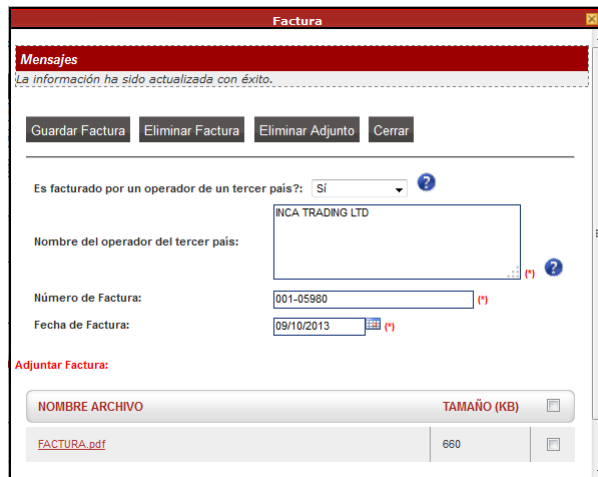 Factura
Mensajes
La información ha sido actualizada con éxito.
Guardar Factura Eliminar Factura Eliminar Adjunto Cerrar
Es facturado por un operador de un tercer país?: Sí
INCA TRADING LTD
Nombre del operador del tercer país:
(*)
Número de Factura: 001-05980 (*)
Fecha de Factura: 09/10/2013 (*)
Adjuntar Factura:
NOMBRE ARCHIVO TAMAÑO (KB)
FACTURA.pdf 660